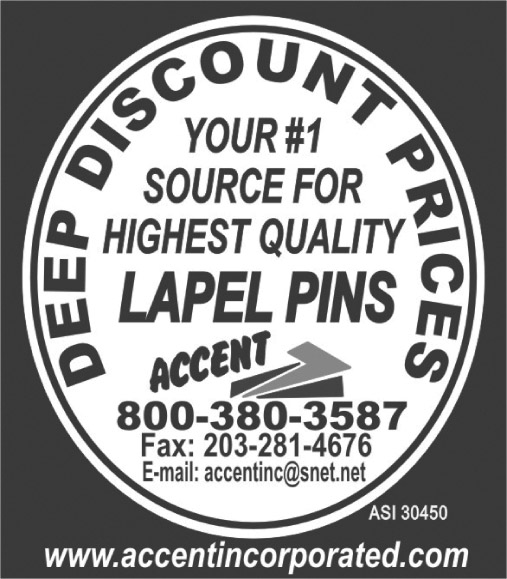 DEEP DISCOUNT PRICES
YOUR #1
SOURCE FOR
HIGHEST QUALITY
LAPEL PINS
ACCENT
800-380-3587
Fax: 203-281-4676
E-mail: accentinc@snet.net
ASI 30450
www.accentincorporated.com